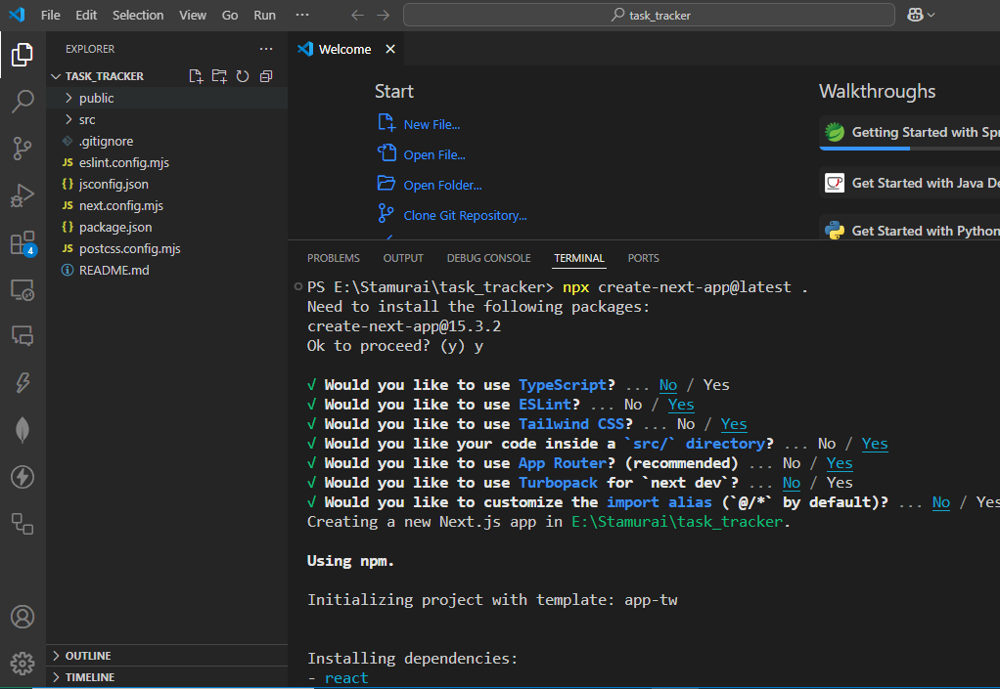 File Edit Selection View Go Run ···
task_tracker
EXPLORER ···
TASK_TRACKER
public
src
.gitignore
JS eslint.config.mjs
{} jsconfig.json
JS next.config.mjs
{} package.json
JS postcss.config.mjs
README.md
OUTLINE
TIMELINE
4
Welcome
Start
New File...
Open File...
Open Folder...
Clone Git Repository...
Walkthroughs
Getting Started with Spr
Get Started with Java De
Get Started with Python
PROBLEMS OUTPUT DEBUG CONSOLE TERMINAL PORTS
PS E:\Stamurai\task_tracker> npx create-next-app@latest .
Need to install the following packages:
create-next-app@15.3.2
Ok to proceed? (y) y
√ Would you like to use TypeScript? ... No / Yes
√ Would you like to use ESLint? ... No / Yes
√ Would you like to use Tailwind CSS? ... No / Yes
√ Would you like your code inside a `src/` directory? ... No / Yes
√ Would you like to use App Router? (recommended) ... No / Yes
√ Would you like to use Turbopack for `next dev`? ... No / Yes
√ Would you like to customize the import alias (`@/*` by default)? ... No / Yes
Creating a new Next.js app in E:\Stamurai\task_tracker.
Using npm.
Initializing project with template: app-tw
Installing dependencies:
- react